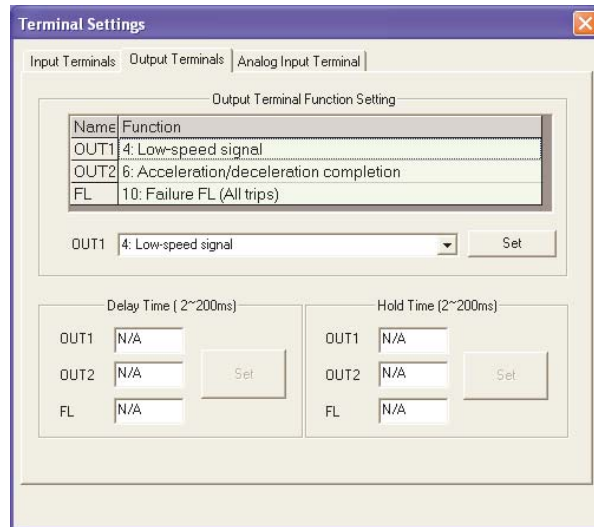 Terminal Settings
Input Terminals Output Terminals Analog Input Terminal
Output Terminal Function Setting
Name Function
OUT1 4: Low-speed signal
OUT2 6: Acceleration/deceleration completion
FL 10: Failure FL (All trips)
OUT1 4: Low-speed signal Set
Delay Time ( 2~200ms)
OUT1 N/A
OUT2 N/A Set
FL N/A
Hold Time (2~200ms)
OUT1 N/A
OUT2 N/A Set
FL N/A